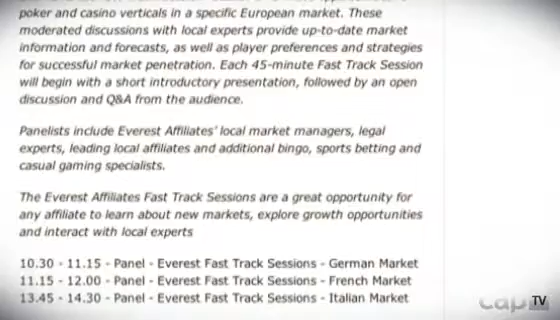 poker and casino verticals in a specific European market. These
moderated discussions with local experts provide up-to-date market
information and forecasts, as well as player preferences and strategies
for successful market penetration. Each 45-minute Fast Track Session
will begin with a short introductory presentation, followed by an open
discussion and Q&A from the audience.
Panelists include Everest Affiliates' local market managers, legal
experts, leading local affiliates and additional bingo, sports betting and
casual gaming specialists.
The Everest Affiliates Fast Track Sessions are a great opportunity for
any affiliate to learn about new markets, explore growth opportunities
and interact with local experts
10.30 - 11.15 - Panel - Everest Fast Track Sessions - German Market
11.15 - 12.00 - Panel - Everest Fast Track Sessions - French Market
13.45 - 14.30 - Panel - Everest Fast Track Sessions - Italian Market
cap TV